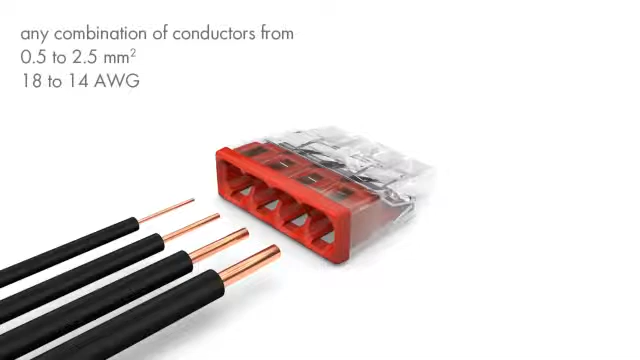 any combination of conductors from
0.5 to 2.5 mm²
18 to 14 AWG